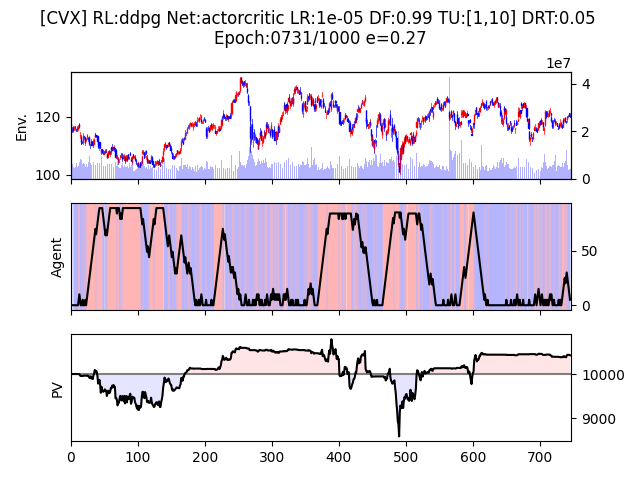 [CVX] RL:ddpg Net:actorcritic LR:1e-05 DF:0.99 TU:[1,10] DRT:0.05
Epoch:0731/1000 e=0.27
1e7
Env.
120
100
4
2
0
Agent
50
0
PV
10000
9000
0 100 200 300 400 500 600 700